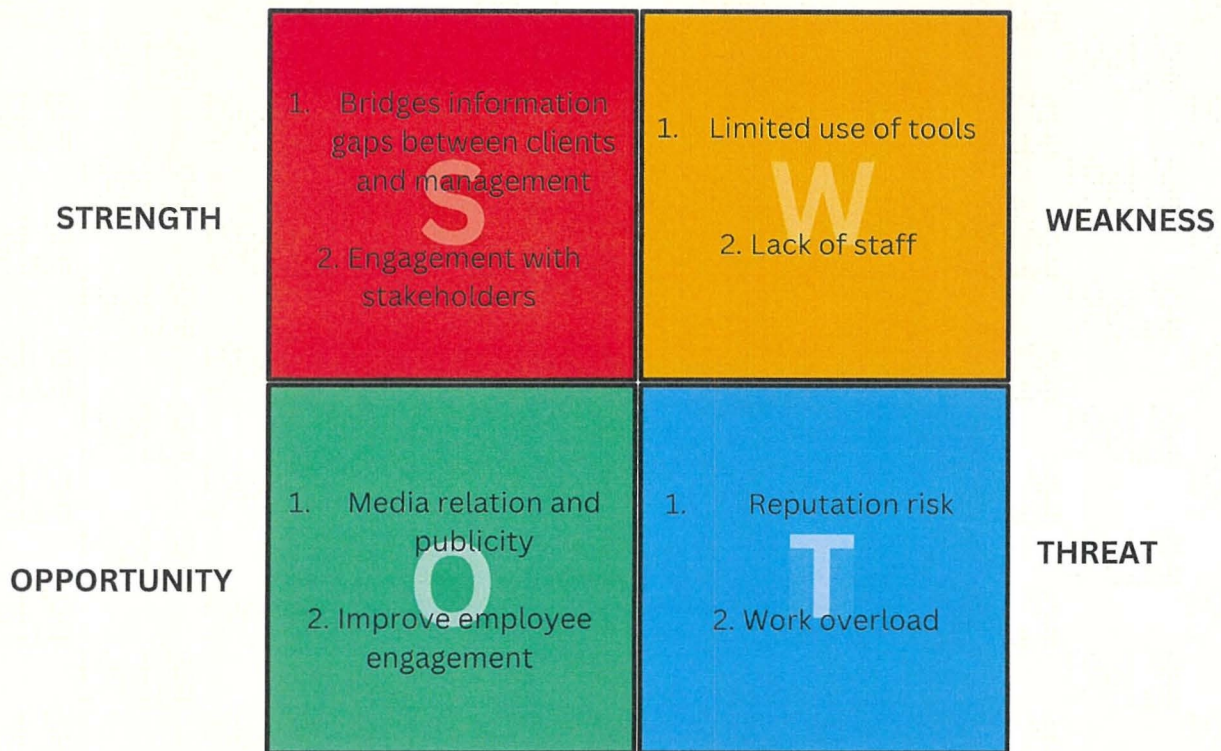 STRENGTH
1. Bridges information
gaps between clients
and management
2. Engagement with
stakeholders
S
1. Limited use of tools
2. Lack of staff
W
WEAKNESS
OPPORTUNITY
1. Media relation and
publicity
2. Improve employee
engagement
O
1. Reputation risk
2. Work overload
T
THREAT